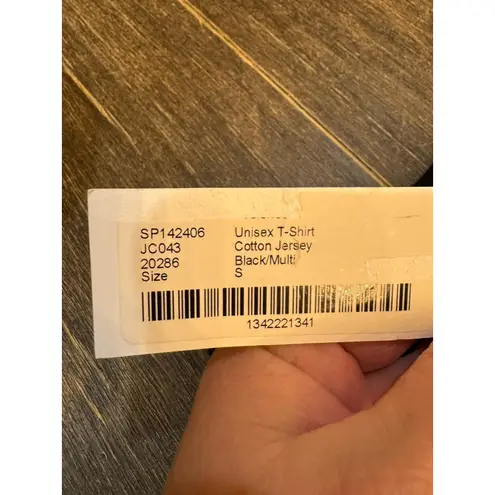 SP142406 Unisex T-Shirt
JC043 Cotton Jersey
20286 Black/Multi
Size S
1342221341